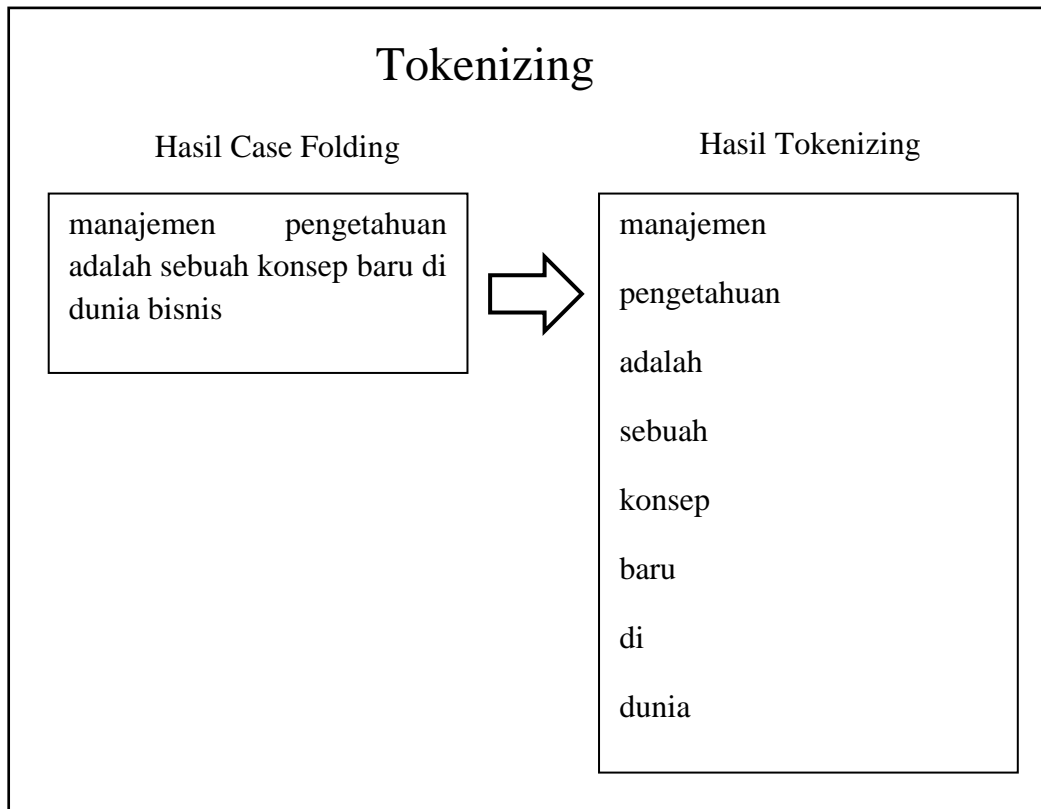 Tokenizing
Hasil Case Folding
manajemen pengetahuan
adalah sebuah konsep baru di
dunia bisnis
Hasil Tokenizing
manajemen
pengetahuan
adalah
sebuah
konsep
baru
di
dunia